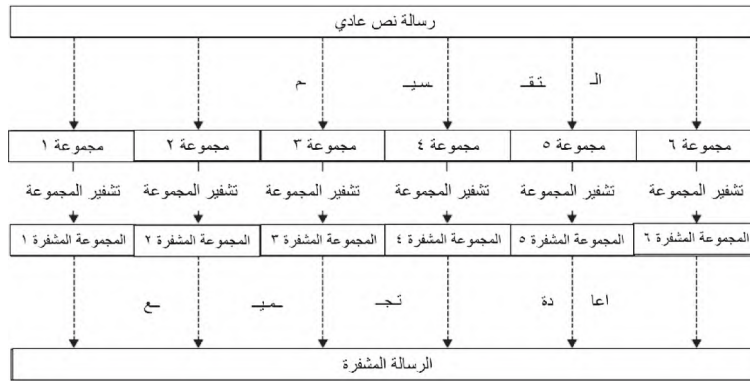 رسالة نص عادي
الـ تقـ سيـ م
مجموعة ٦ مجموعة ٥ مجموعة ٤ مجموعة ٣ مجموعة ٢ مجموعة ١
تشفير المجموعة تشفير المجموعة تشفير المجموعة تشفير المجموعة تشفير المجموعة تشفير المجموعة
المجموعة المشفرة ٦ المجموعة المشفرة ٥ المجموعة المشفرة ٤ المجموعة المشفرة ٣ المجموعة المشفرة ٢ المجموعة المشفرة ١
اعا دة تجـ ـميـ ـع
الرسالة المشفرة